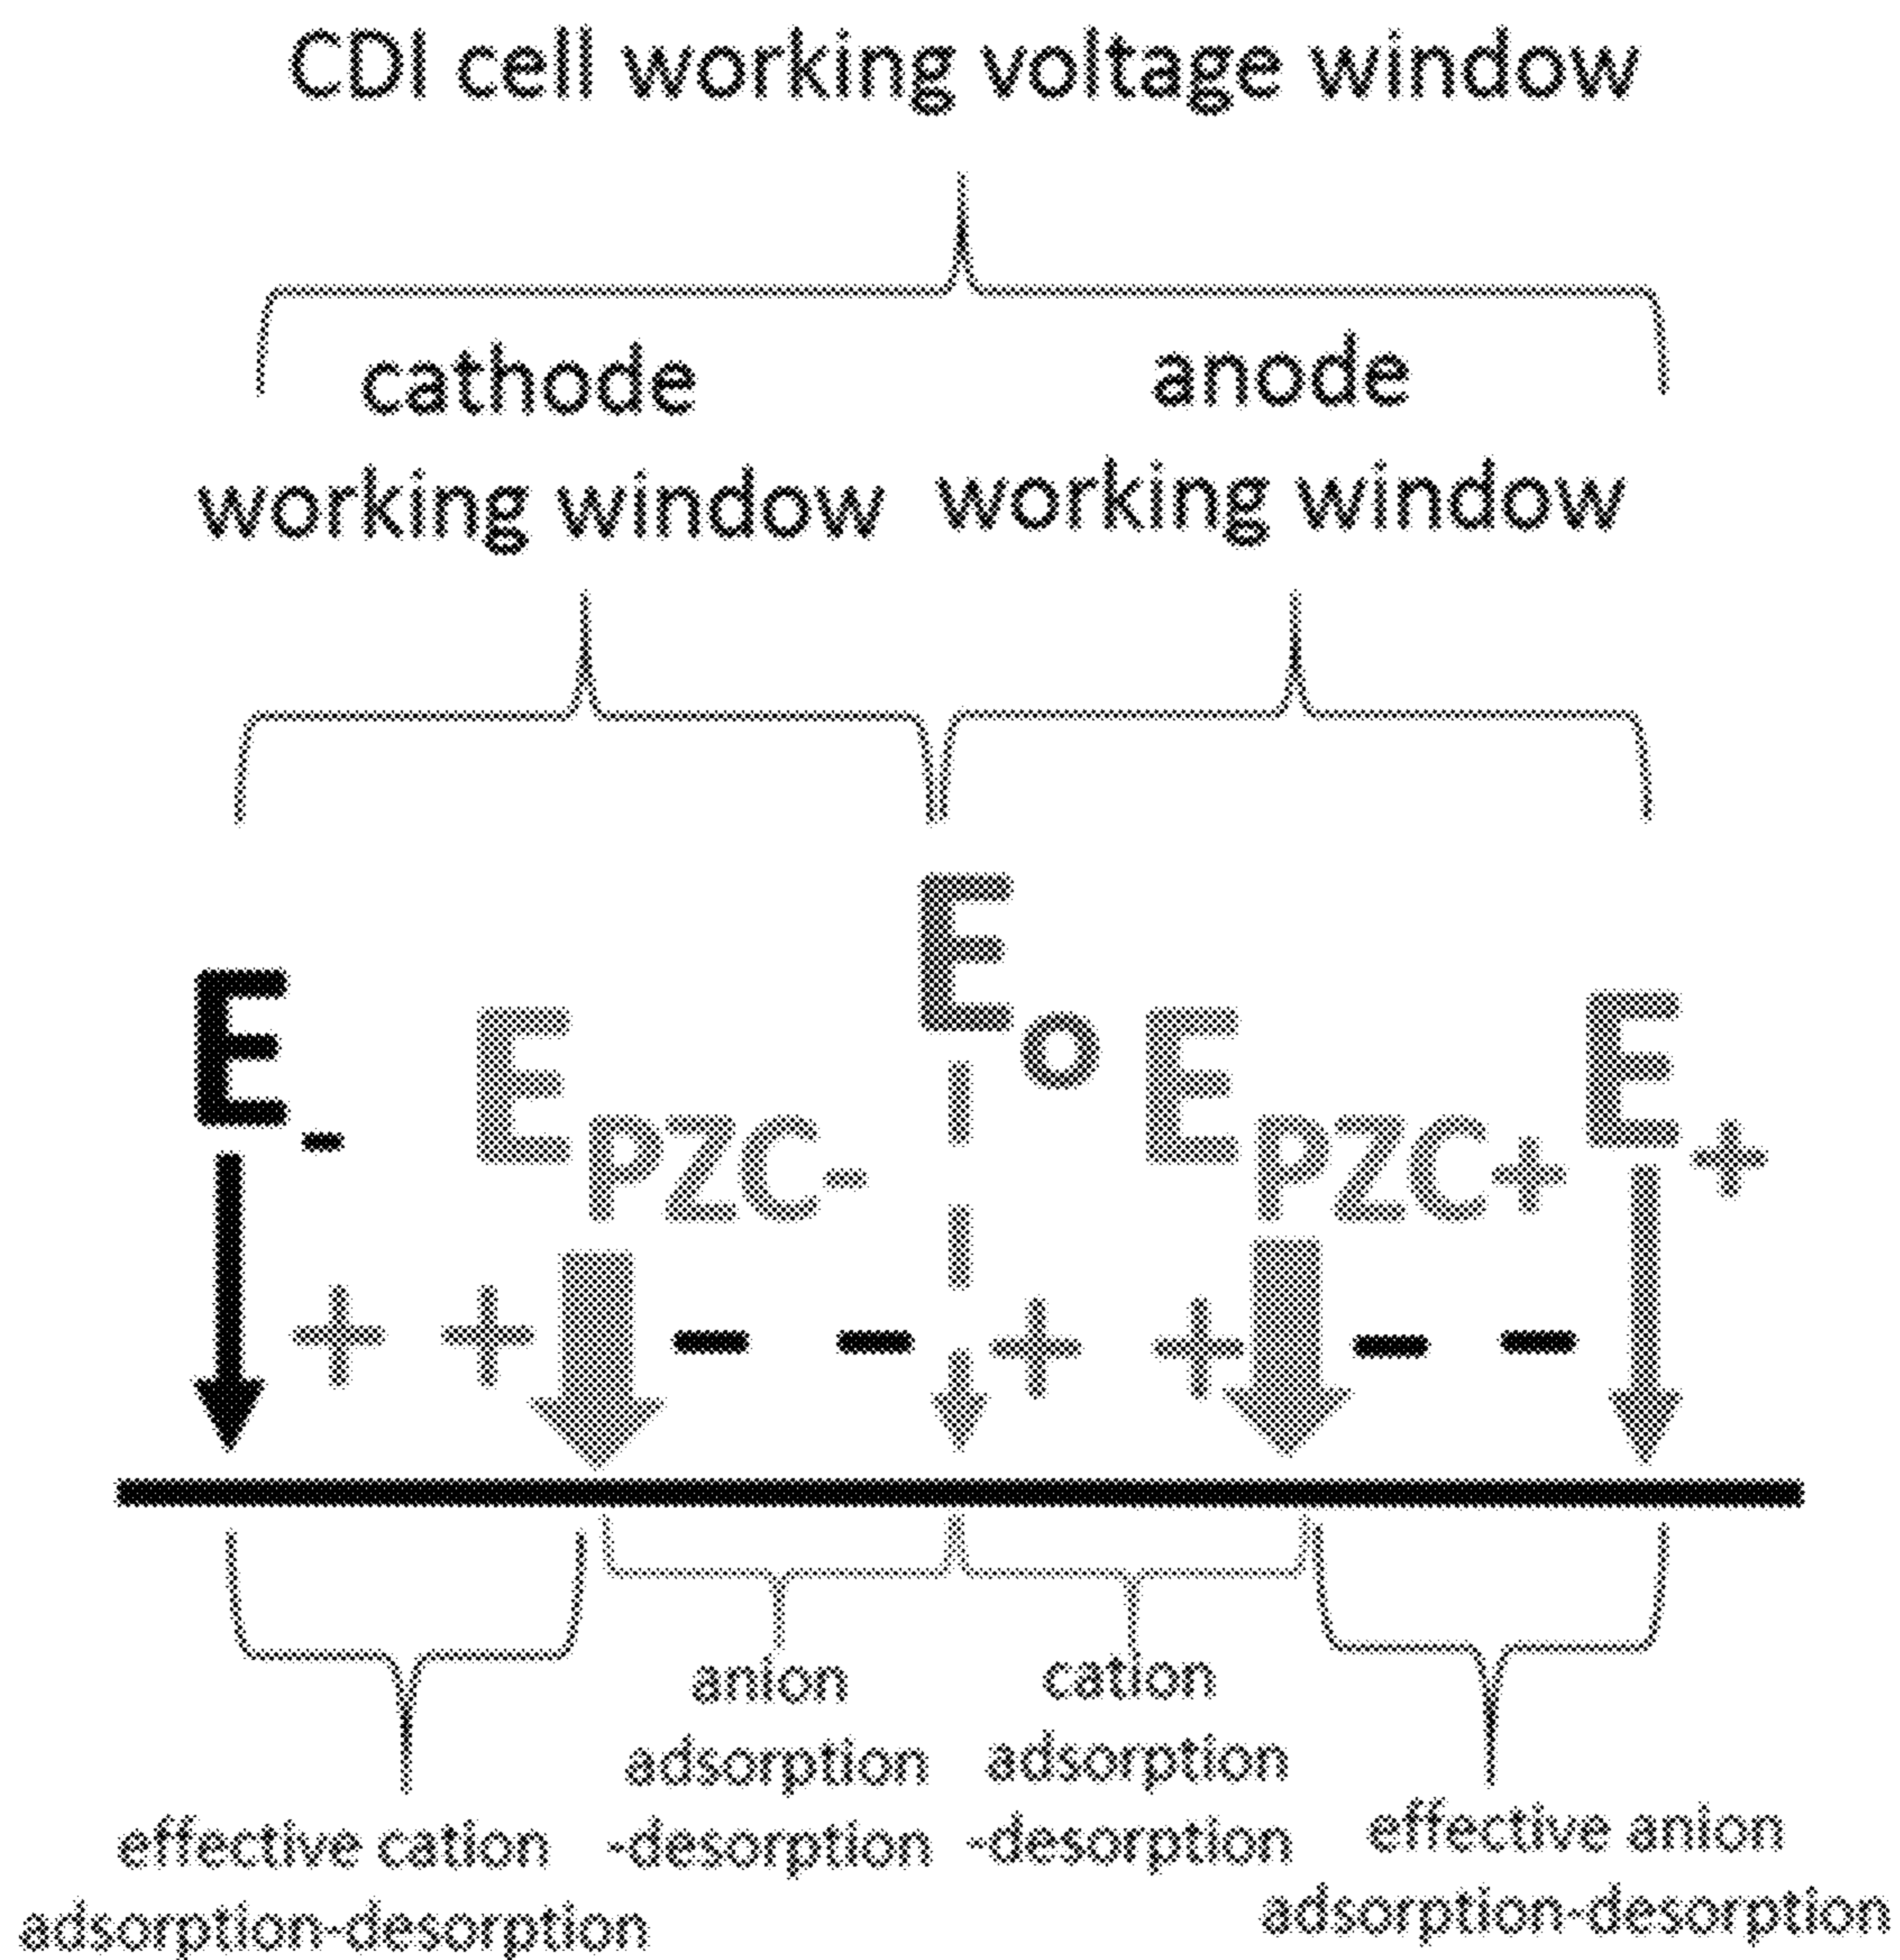 CDI cell working voltage window
cathode
working window
anode
working window
E-
EPZC-
Eo
EPZC+
E+
+ + - - + + - -
anion
adsorption
-desorption
cation
adsorption
-desorption
effective cation
adsorption-desorption
effective anion
adsorption-desorption